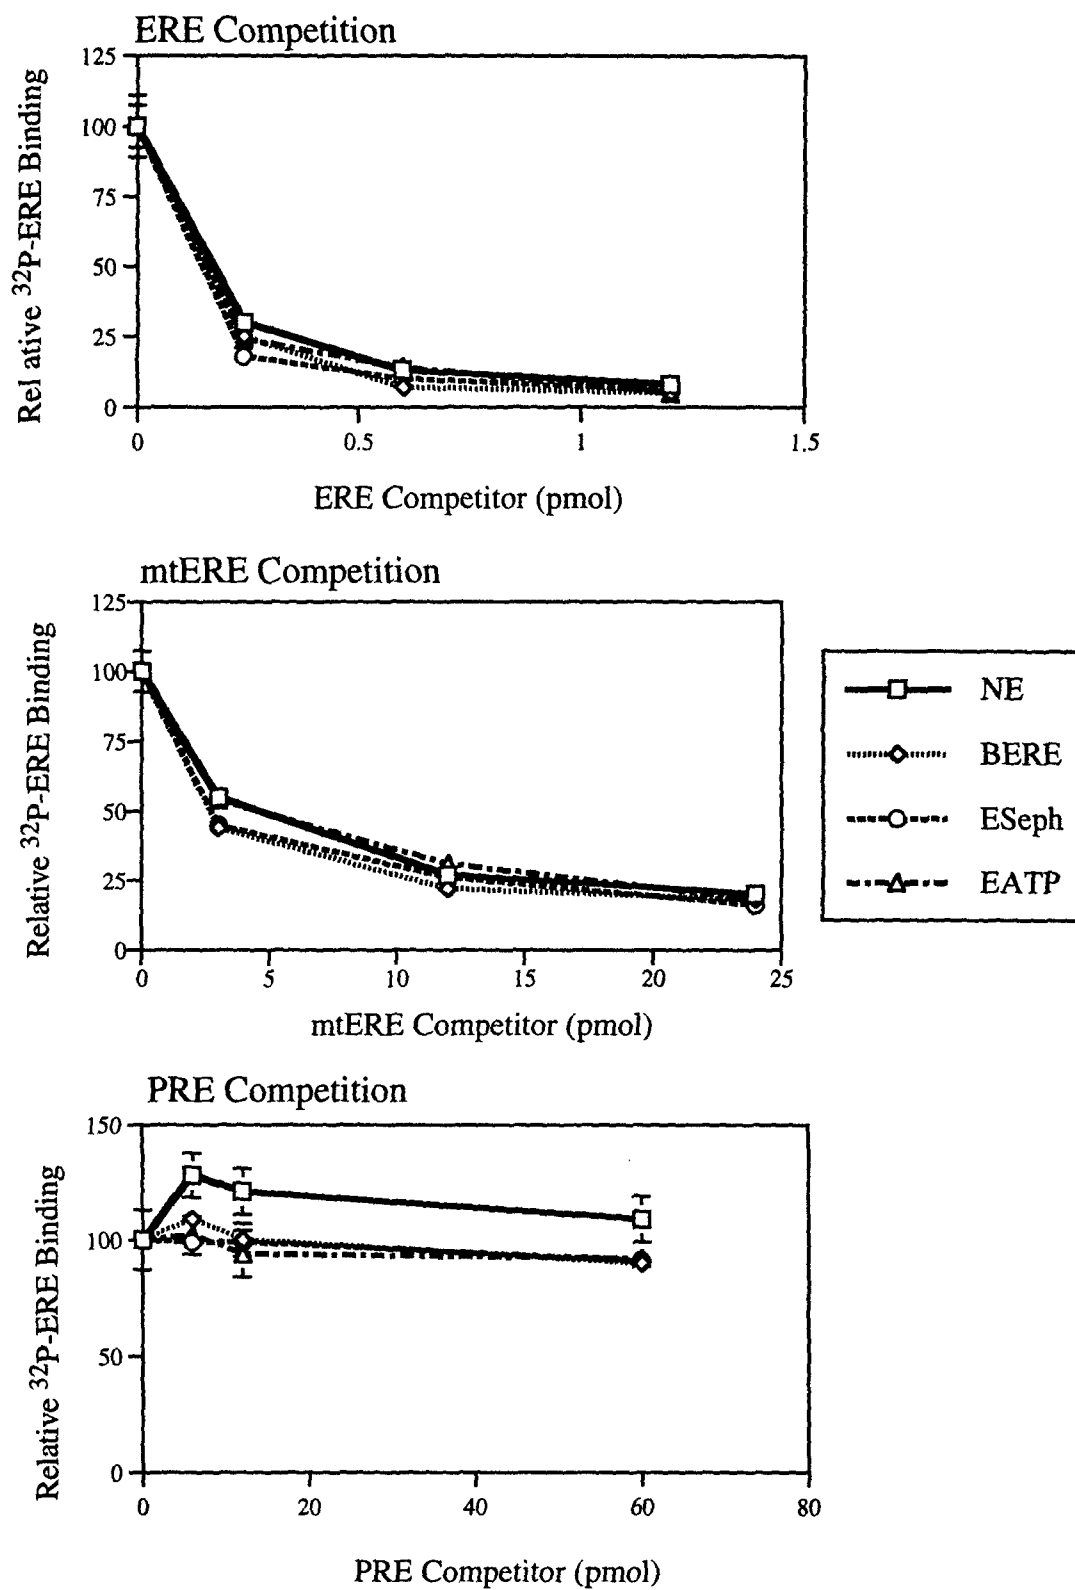 ERE Competition
125
100
75
50
25
0
Rel ative 32P-ERE Binding
0 0.5 1 1.5
ERE Competitor (pmol)
mtERE Competition
125
100
75
50
25
0
Relative 32P-ERE Binding
0 5 10 15 20 25
mtERE Competitor (pmol)
NE
BERE
ESeph
EATP
PRE Competition
150
100
50
0
Relative 32P-ERE Binding
0 20 40 60 80
PRE Competitor (pmol)